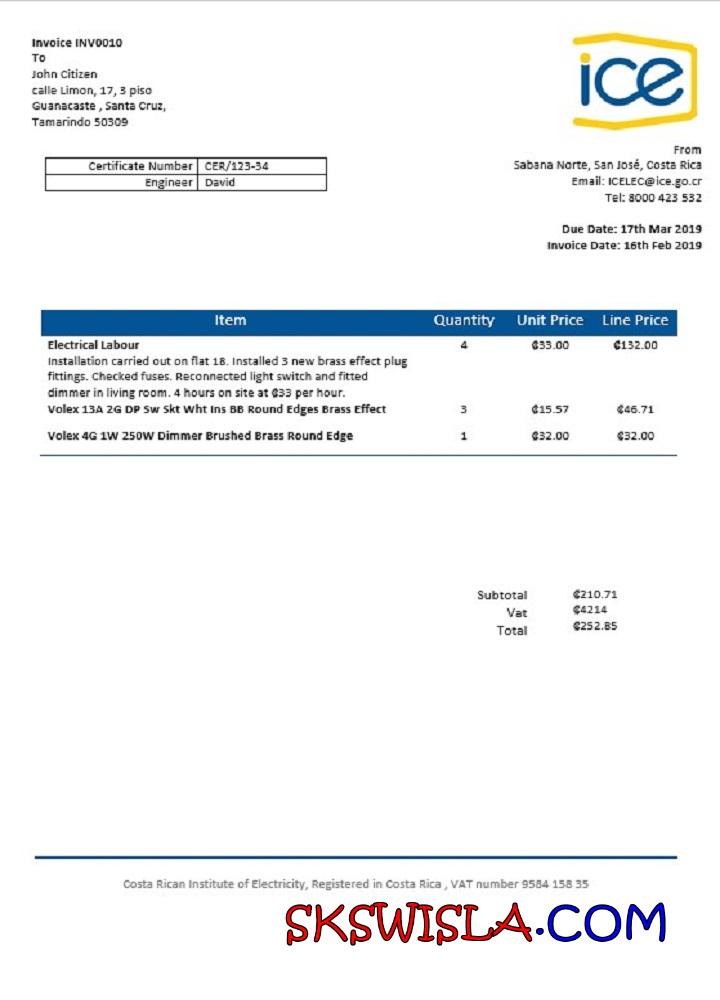 Invoice INV0010
To
John Citizen
calle Limon, 17, 3 piso
Guanacaste , Santa Cruz,
Tamarindo 50309
ice
From
Sabana Norte, San José, Costa Rica
Email: ICELEC@ice.go.cr
Tel: 8000 423 532
Certificate Number CER/123-34
Engineer David
Due Date: 17th Mar 2019
Invoice Date: 16th Feb 2019
Item Quantity Unit Price Line Price
Electrical Labour 4 ₡33.00 ₡132.00
Installation carried out on flat 18. Installed 3 new brass effect plug
fittings. Checked fuses. Reconnected light switch and fitted
dimmer in living room. 4 hours on site at ₡33 per hour.
Volex 13A 2G DP Sw Skt Wht Ins BB Round Edges Brass Effect 3 ₡15.57 ₡46.71
Volex 4G 1W 250W Dimmer Brushed Brass Round Edge 1 ₡32.00 ₡32.00
Subtotal ₡210.71
Vat ₡4214
Total ₡252.85
Costa Rican Institute of Electricity, Registered in Costa Rica , VAT number 9584 158 35
SKSWISLA.COM